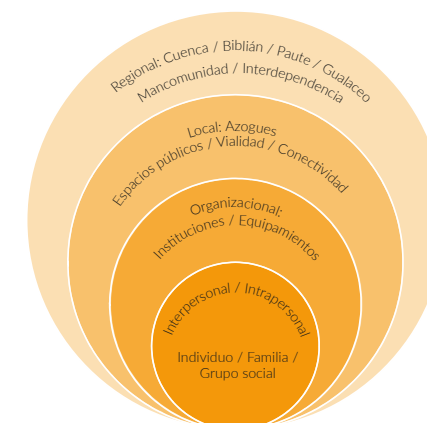 Regional: Cuenca / Biblián / Paute / Gualaceo
Mancomunidad / Interdependencia
Local: Azogues
Espacios públicos / Vialidad / Conectividad
Organizacional:
Instituciones / Equipamientos
Interpersonal / Intrapersonal
Individuo / Familia /
Grupo social